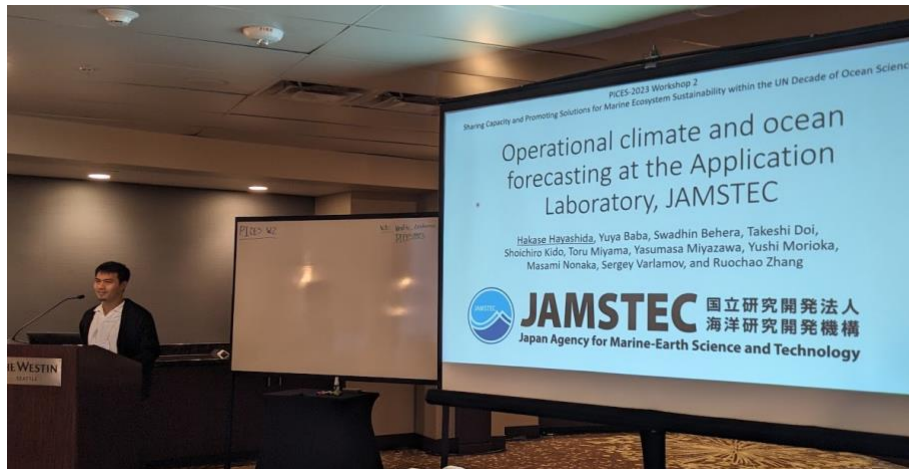 PICES-2023 Workshop 2
Sharing Capacity and Promoting Solutions for Marine Ecosystem Sustainability within the UN Decade of Ocean Science
Operational climate and ocean
forecasting at the Application
Laboratory, JAMSTEC
Hakase Hayashida, Yuya Baba, Swadhin Behera, Takeshi Doi,
Shoichiro Kido, Toru Miyama, Yasumasa Miyazawa, Yushi Morioka,
Masami Nonaka, Sergey Varlamov, and Ruochao Zhang
JAMSTEC
国立研究開発法人
海洋研究開発機構
Japan Agency for Marine-Earth Science and Technology
PICES W2
HE WESTIN
SEATTLE